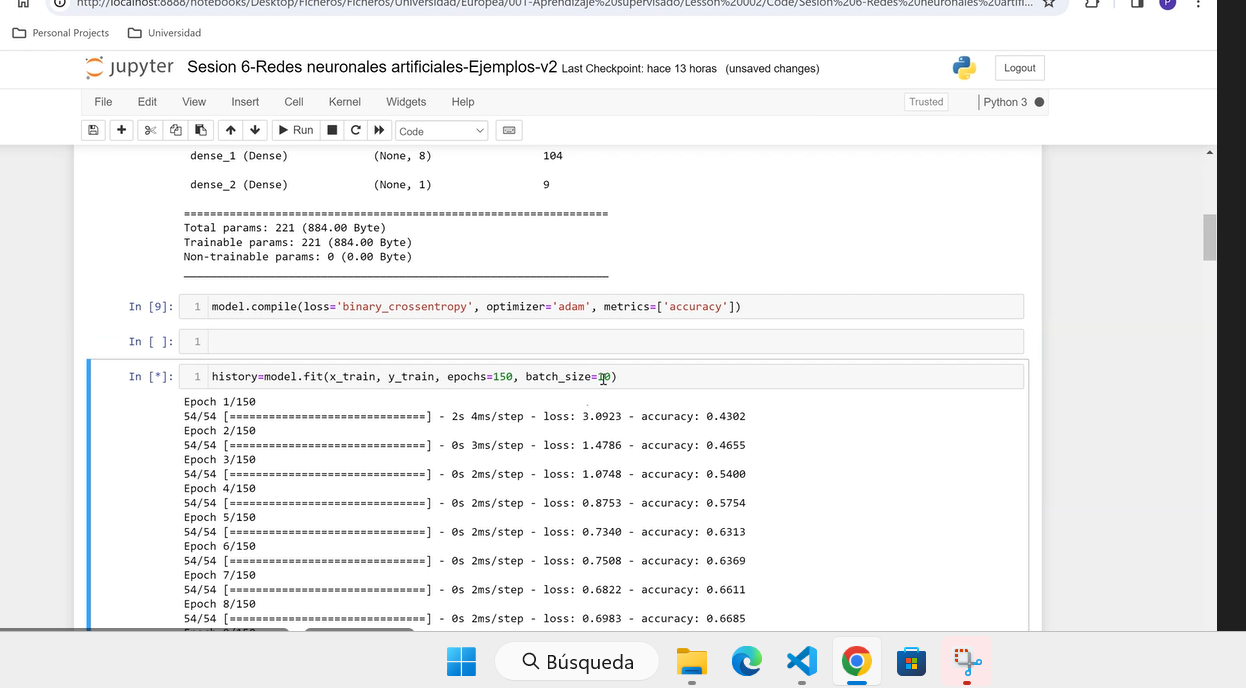 http://localhost:8888/notebooks/Desktop/Ficheros/Ficheros/Universidad/Europea/001-Aprendizaje%20supervisado/Lesson%20002/Code/Sesion%206-Redes%20neuronales%20artifi...
P
Personal Projects Universidad
jupyter Sesion 6-Redes neuronales artificiales-Ejemplos-v2 Last Checkpoint: hace 13 horas (unsaved changes) Logout
File Edit View Insert Cell Kernel Widgets Help Trusted Python 3
Run Code
dense_1 (Dense) (None, 8) 104
dense_2 (Dense) (None, 1) 9
=================================================================
Total params: 221 (884.00 Byte)
Trainable params: 221 (884.00 Byte)
Non-trainable params: 0 (0.00 Byte)
_________________________________________________________________
In [9]: 1 model.compile(loss='binary_crossentropy', optimizer='adam', metrics=['accuracy'])
In [ ]: 1
In [*]: 1 history=model.fit(x_train, y_train, epochs=150, batch_size=10)
Epoch 1/150
54/54 [==============================] - 2s 4ms/step - loss: 3.0923 - accuracy: 0.4302
Epoch 2/150
54/54 [==============================] - 0s 3ms/step - loss: 1.4786 - accuracy: 0.4655
Epoch 3/150
54/54 [==============================] - 0s 2ms/step - loss: 1.0748 - accuracy: 0.5400
Epoch 4/150
54/54 [==============================] - 0s 2ms/step - loss: 0.8753 - accuracy: 0.5754
Epoch 5/150
54/54 [==============================] - 0s 2ms/step - loss: 0.7340 - accuracy: 0.6313
Epoch 6/150
54/54 [==============================] - 0s 2ms/step - loss: 0.7508 - accuracy: 0.6369
Epoch 7/150
54/54 [==============================] - 0s 2ms/step - loss: 0.6822 - accuracy: 0.6611
Epoch 8/150
54/54 [==============================] - 0s 2ms/step - loss: 0.6983 - accuracy: 0.6685
Búsqueda